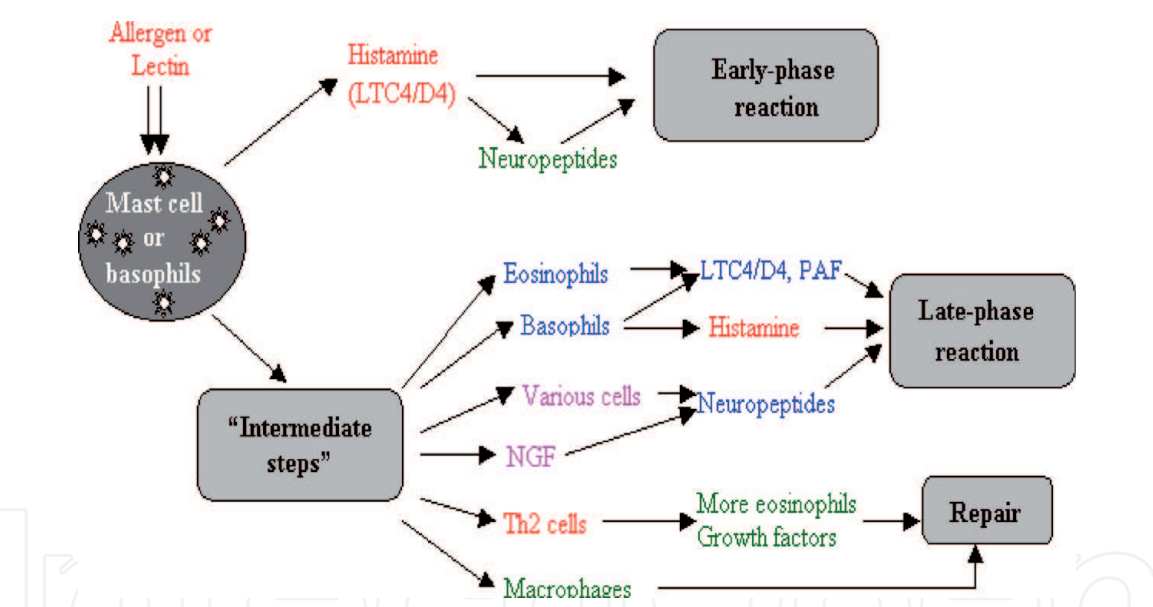 Allergen or
Lectin
Histamine
(LTC4/D4)
Early-phase
reaction
Neuropeptides
Mast cell
or
basophils
Eosinophils
LTC4/D4, PAF
Basophils
Histamine
Late-phase
reaction
Various cells
Neuropeptides
“Intermediate
steps”
NGF
Th2 cells
More eosinophils
Growth factors
Repair
Macrophages